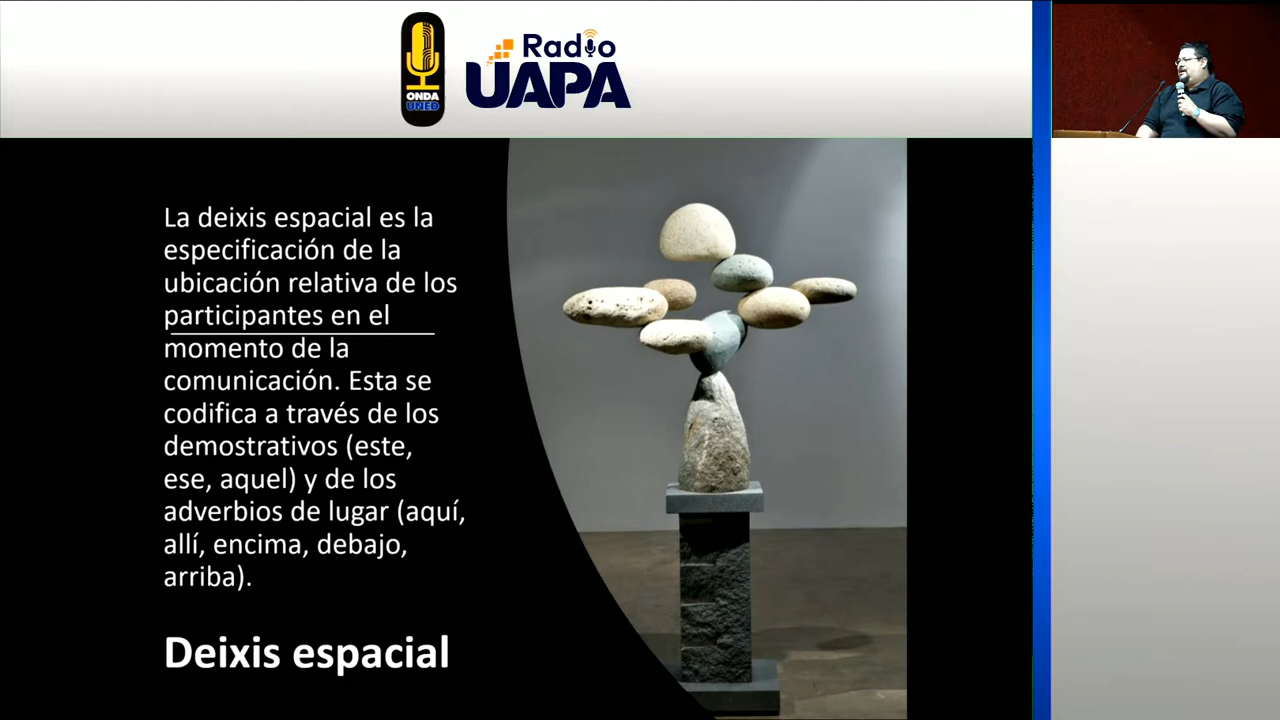 ONDA
UNED
Radio
UAPA
La deixis espacial es la
especificación de la
ubicación relativa de los
participantes en el
momento de la
comunicación. Esta se
codifica a través de los
demostrativos (este,
ese, aquel) y de los
adverbios de lugar (aquí,
allí, encima, debajo,
arriba).
Deixis espacial